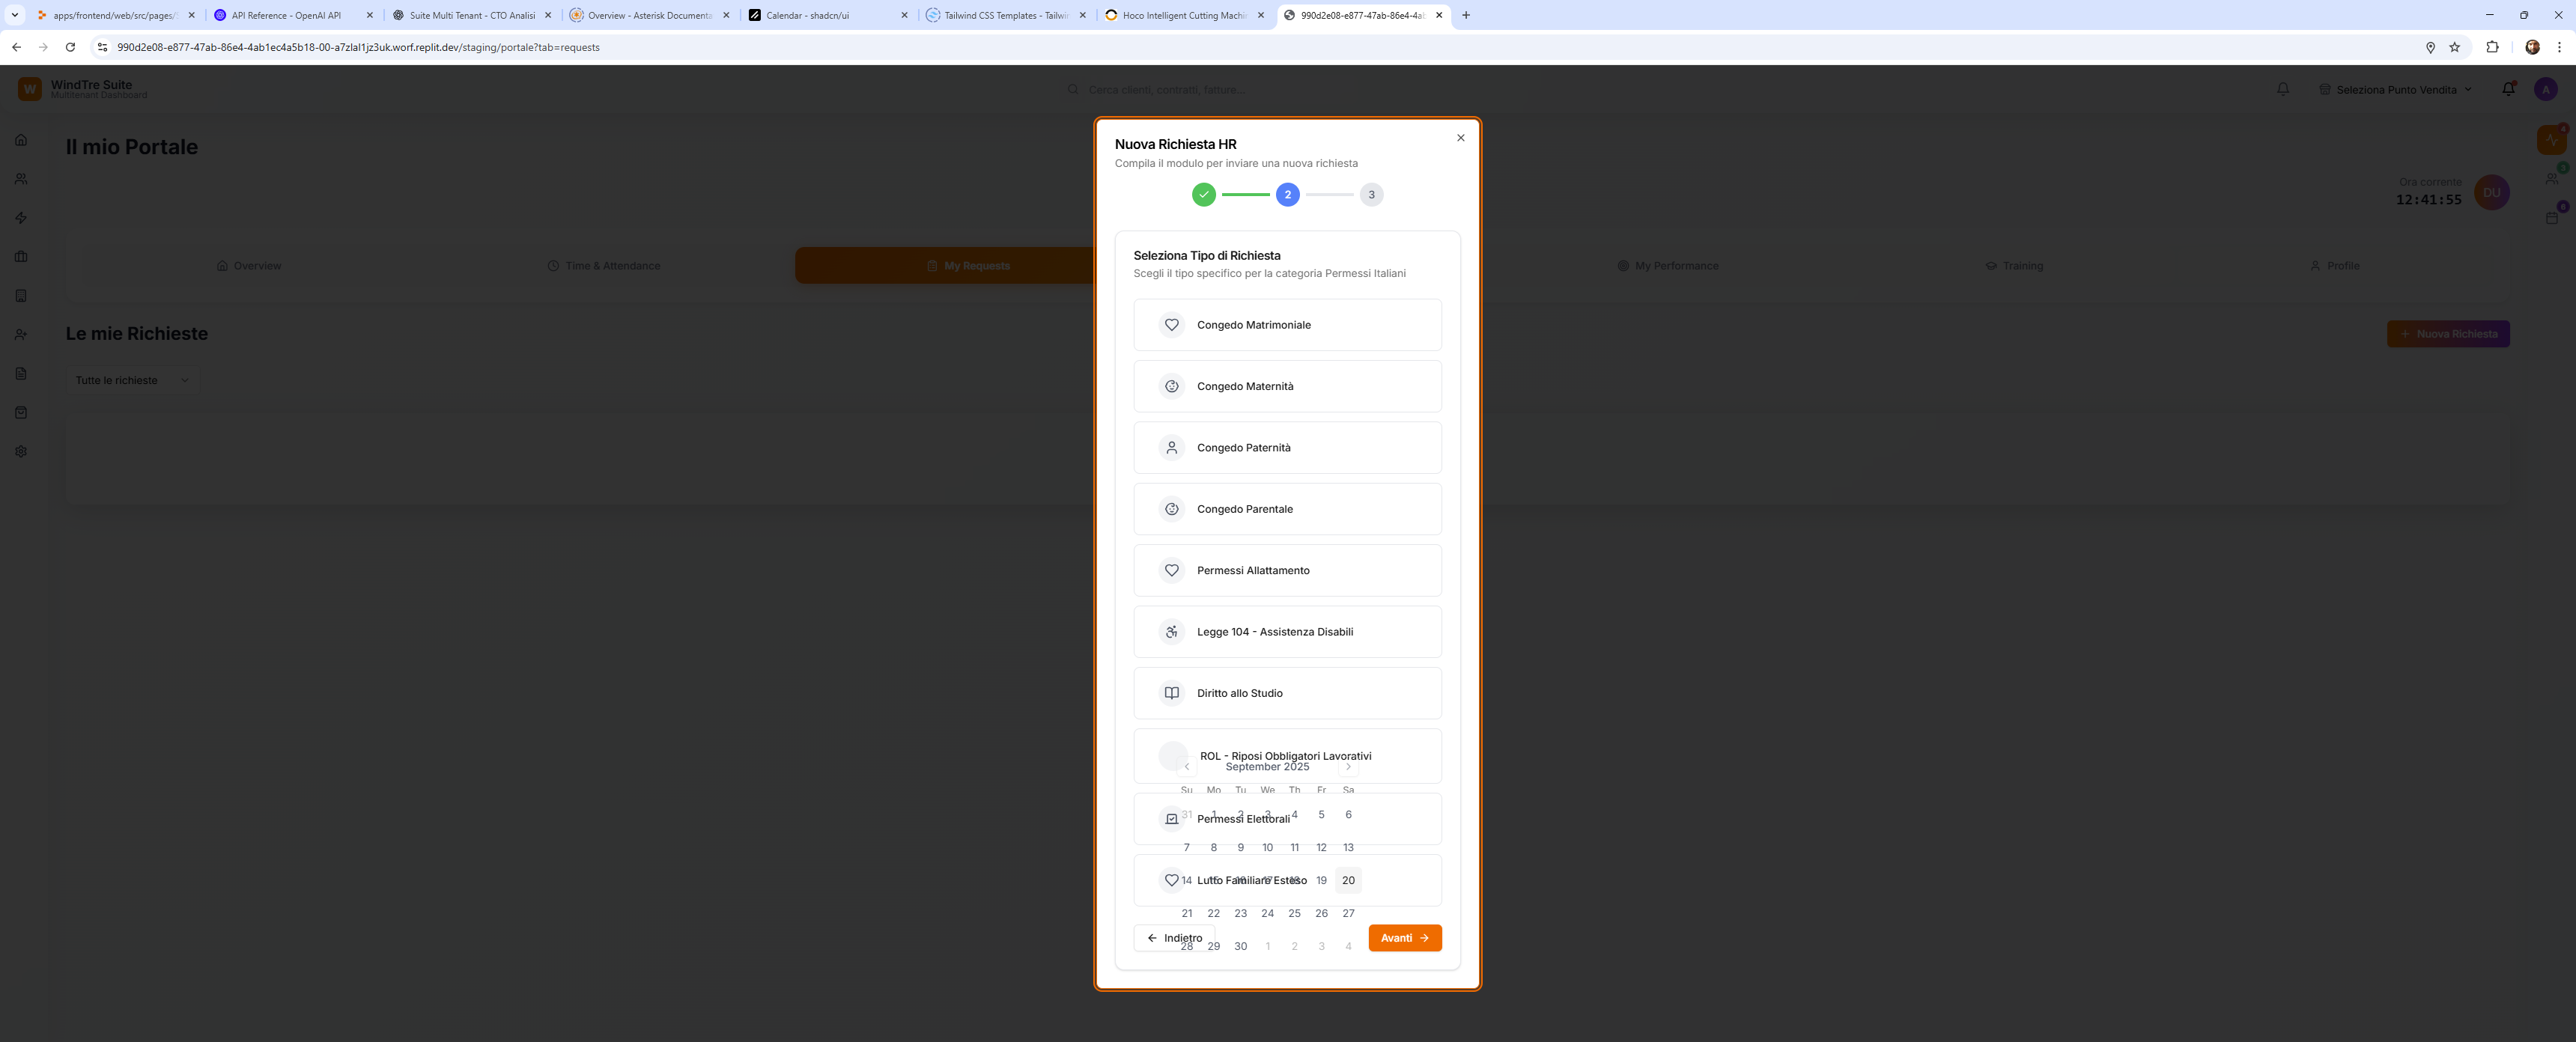 apps/frontend/web/src/pages/
API Reference - OpenAI API
Suite Multi Tenant - CTO Analisi
Overview - Asterisk Documenta
Calendar - shadcn/ui
Tailwind CSS Templates - Tailwin
Hoco Intelligent Cutting Machin
990d2e08-e877-47ab-86e4-4ab
990d2e08-e877-47ab-86e4-4ab1ec4a5b18-00-a7zlal1jz3uk.worf.replit.dev/staging/portale?tab=requests
W
WindTre Suite
Multitenant Dashboard
Cerca clienti, contratti, fatture...
Seleziona Punto Vendita
A
Il mio Portale
Ora corrente
12:41:55
DU
4
3
6
Overview
Time & Attendance
My Requests
My Performance
Training
Profile
Le mie Richieste
Nuova Richiesta
Tutte le richieste
Nuova Richiesta HR
Compila il modulo per inviare una nuova richiesta
2
3
Seleziona Tipo di Richiesta
Scegli il tipo specifico per la categoria Permessi Italiani
Congedo Matrimoniale
Congedo Maternità
Congedo Paternità
Congedo Parentale
Permessi Allattamento
Legge 104 - Assistenza Disabili
Diritto allo Studio
ROL - Riposi Obbligatori Lavorativi
September 2025
Su Mo Tu We Th Fr Sa
31 1 2 3 4 5 6
Permessi Elettorali
7 8 9 10 11 12 13
14 15 16 17 18 19 20
Lutto Familiare Esteso
21 22 23 24 25 26 27
Indietro
Avanti
28 29 30 1 2 3 4